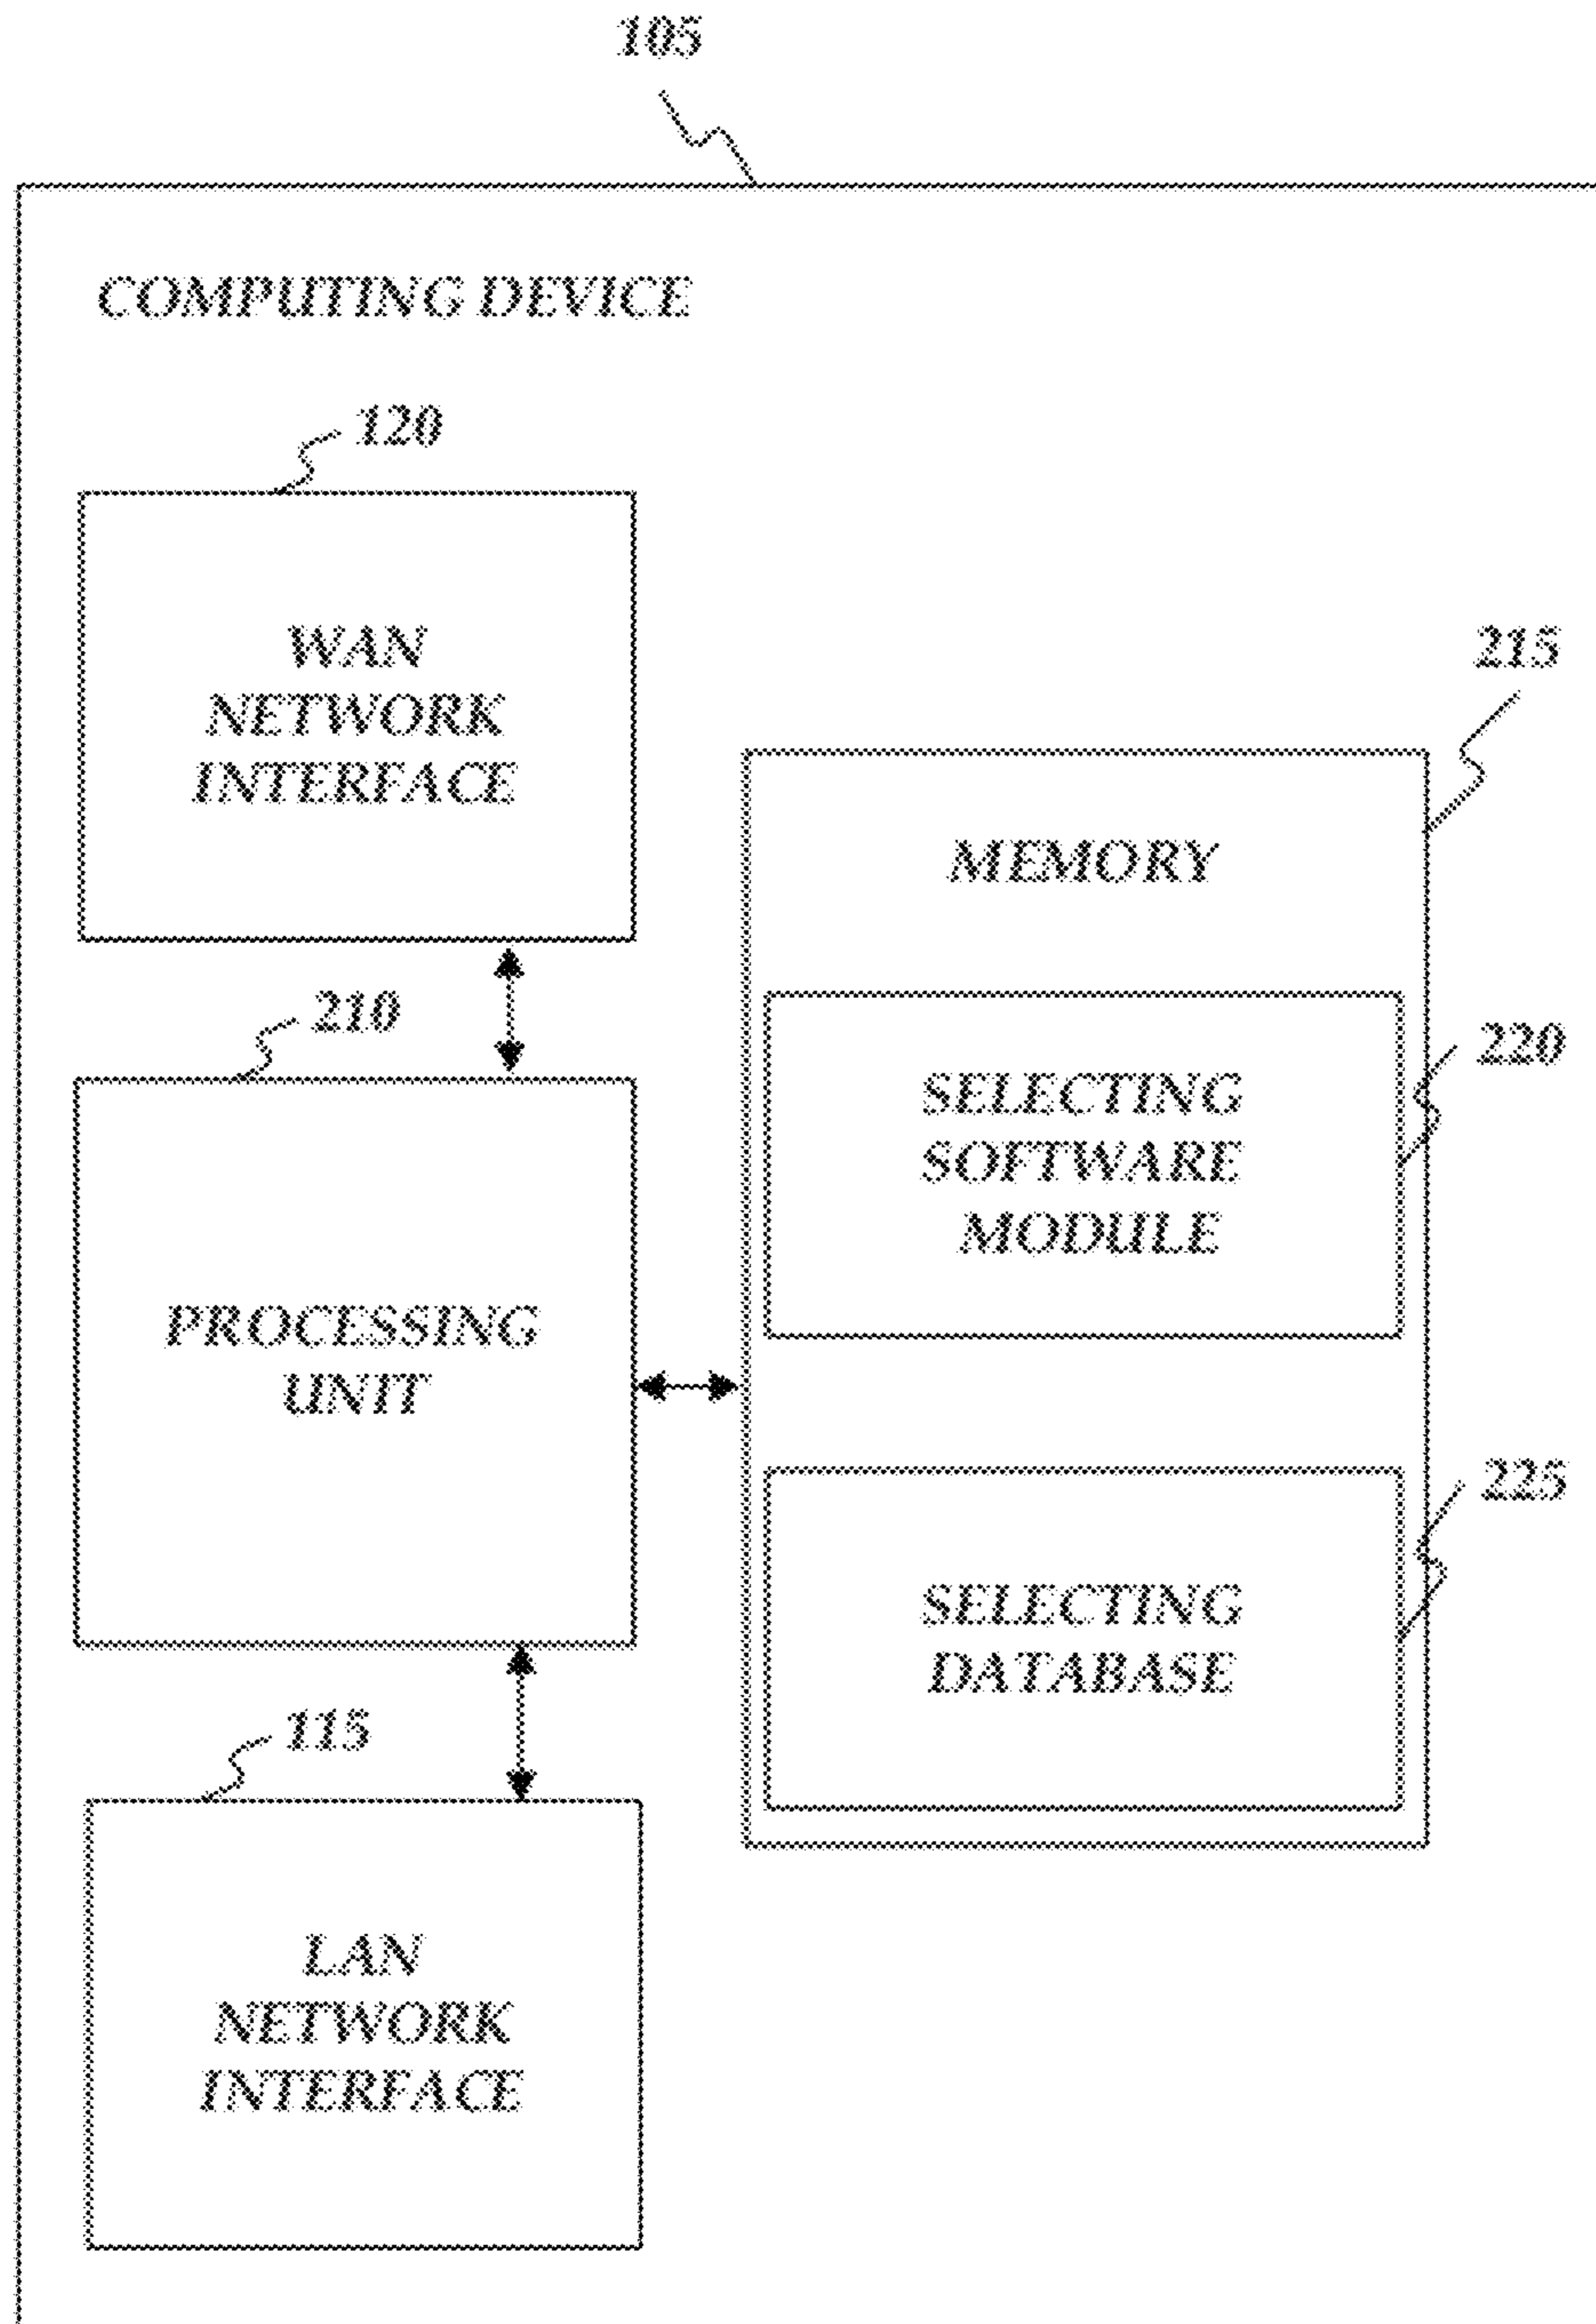 105
COMPUTING DEVICE
120
WAN
NETWORK
INTERFACE
215
MEMORY
210
220
SELECTING
SOFTWARE
MODULE
PROCESSING
UNIT
225
SELECTING
DATABASE
115
LAN
NETWORK
INTERFACE